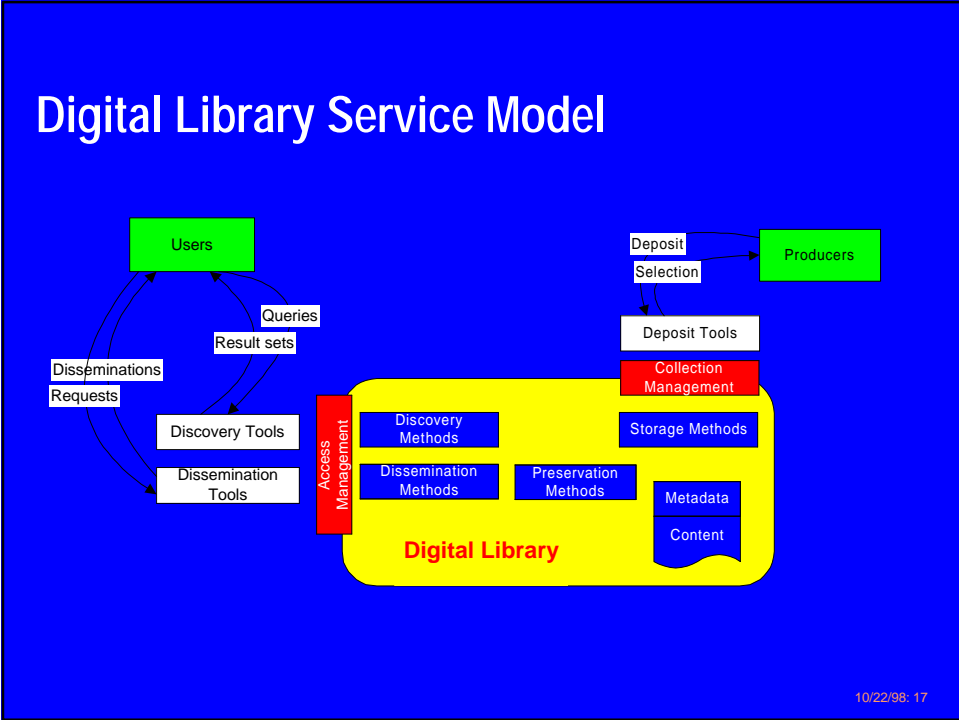 Digital Library Service Model
Users
Queries
Result sets
Disseminations
Requests
Discovery Tools
Dissemination
Tools
Deposit
Selection
Producers
Deposit Tools
Collection
Management
Access
Management
Discovery
Methods
Storage Methods
Dissemination
Methods
Preservation
Methods
Metadata
Content
Digital Library
10/22/98: 17